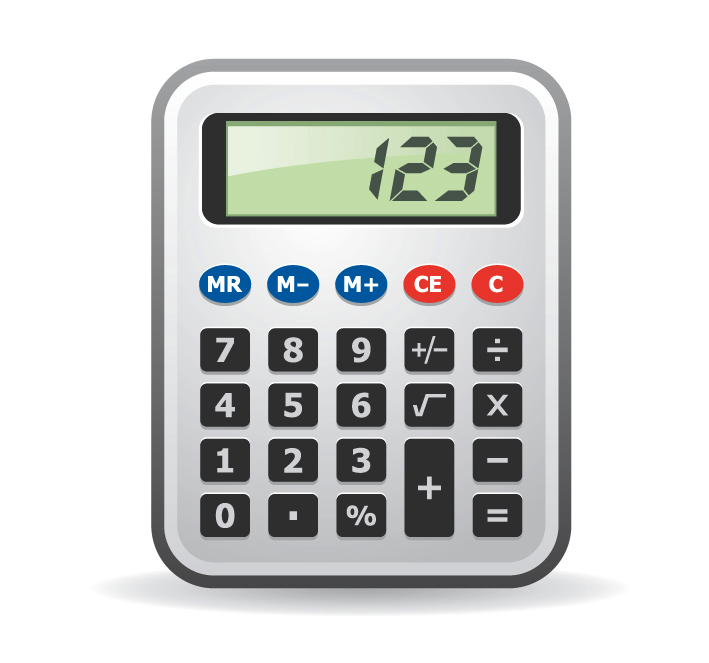 123
MR M− M+ CE C
7 8 9 +/− ÷
4 5 6 √ X
1 2 3 + −
0 . % =